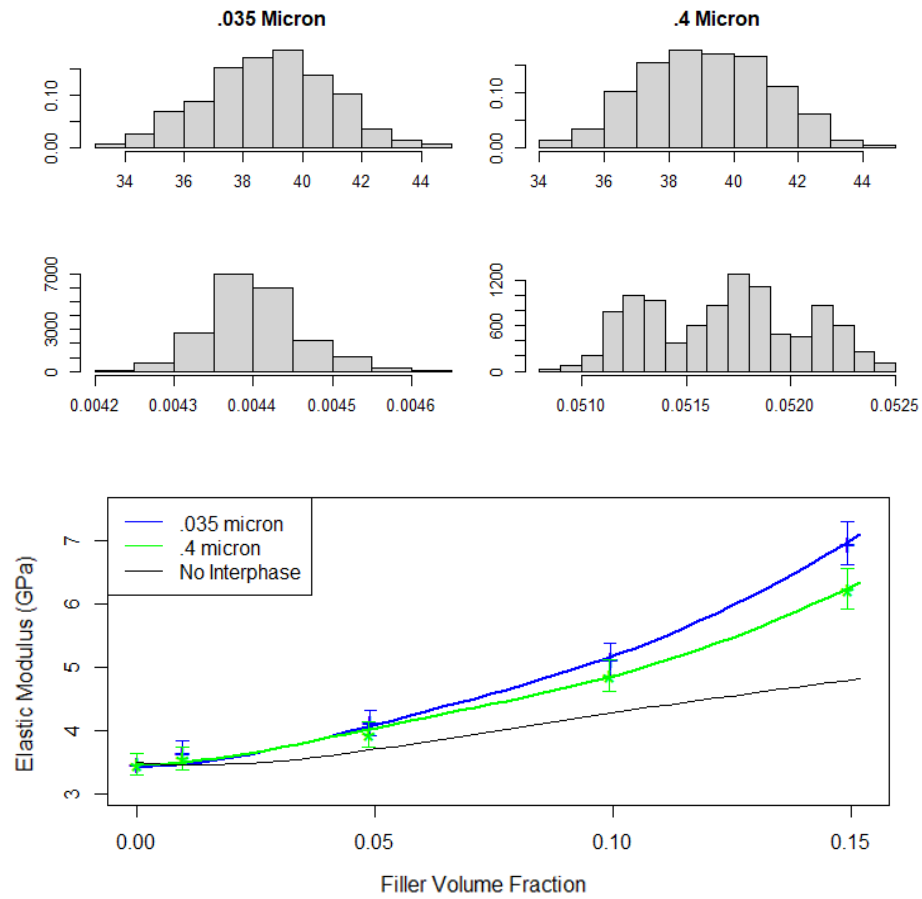 .035 Micron
.4 Micron
0.00 0.10
34 36 38 40 42 44
0.00 0.10
34 36 38 40 42 44
0 3000 7000
0.0042 0.0043 0.0044 0.0045 0.0046
0 600 1200
0.0510 0.0515 0.0520 0.0525
.035 micron
.4 micron
No Interphase
Elastic Modulus (GPa)
3 4 5 6 7
0.00 0.05 0.10 0.15
Filler Volume Fraction